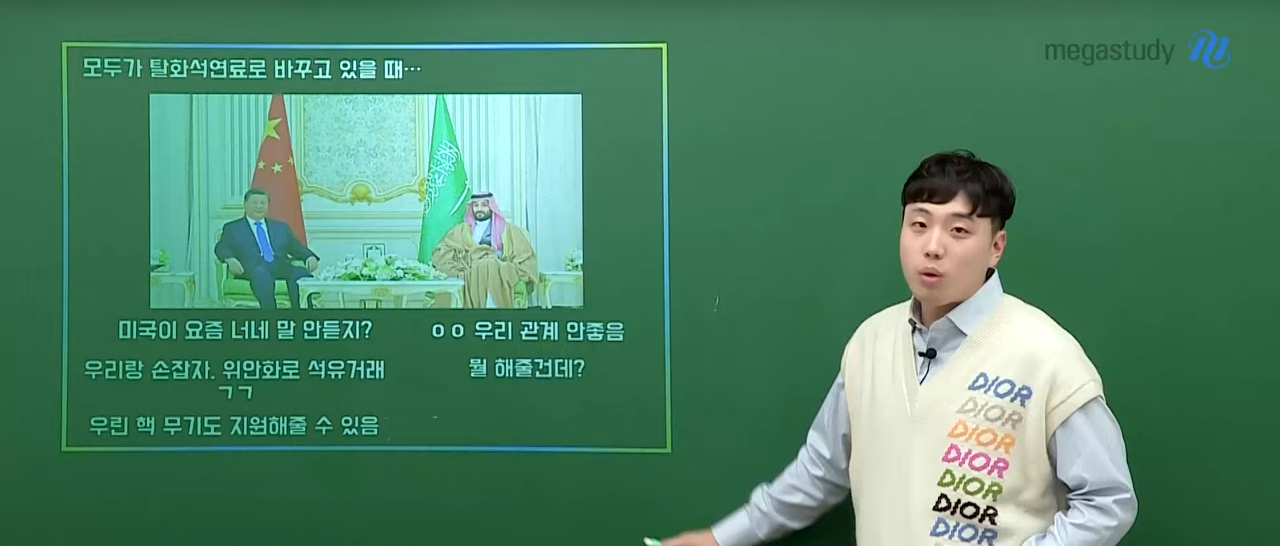 모두가 탈화석연료로 바꾸고 있을 때…
미국이 요즘 너네 말 안듣지?
ㅇㅇ 우리 관계 안좋음
우리랑 손잡자. 위안화로 석유거래
ㄱㄱ
뭘 해줄건데?
우린 핵 무기도 지원해줄 수 있음
megastudy
DIOR
DIOR
DIOR
DIOR
DIOR
DIOR
DIOR